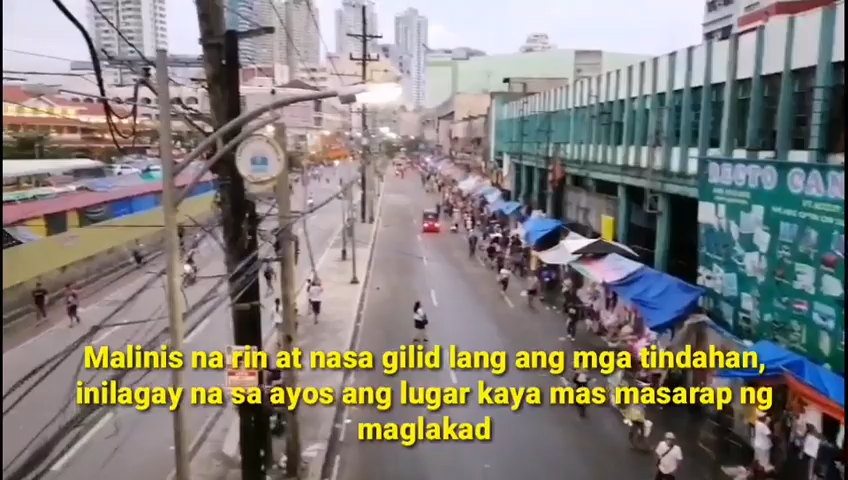 RECTO CAN
Malinis na rin at nasa gilid lang ang mga tindahan,
inilagay na sa ayos ang lugar kaya mas masarap ng
maglakad